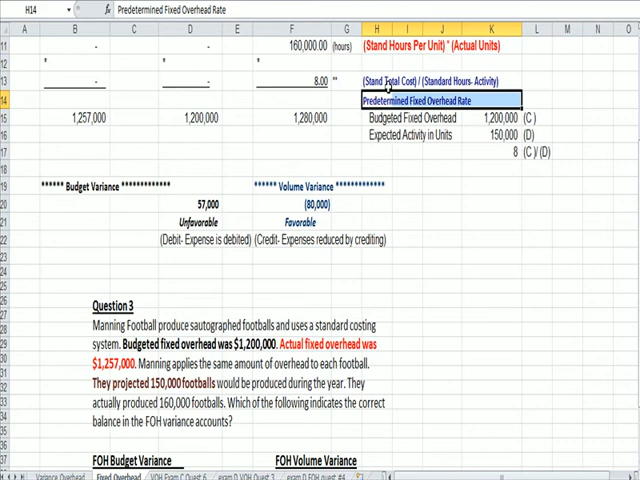 H14 Predetermined Fixed Overhead Rate
A B C D E F G H I J K L M N O
11 - - 160,000.00 (hours) (Stand Hours Per Unit) * (Actual Units)
12 * * *
13 - - 8.00 ** (Stand Total Cost) / (Standard Hours- Activity)
14 Predetermined Fixed Overhead Rate
15 1,257,000 1,200,000 1,280,000 Budgeted Fixed Overhead 1,200,000 (C )
16 Expected Activity in Units 150,000 (D)
17 8 (C )/ (D)
18
19 ****** Budget Variance ************* ****** Volume Variance *************
20 57,000 (80,000)
21 Unfavorable Favorable
22 (Debit- Expense is debited) (Credit- Expenses reduced by crediting)
23
24
25
26 Question 3
27 Manning Football produce sautographed footballs and uses a standard costing
28 system. Budgeted fixed overhead was $1,200,000. Actual fixed overhead was
29
30 $1,257,000. Manning applies the same amount of overhead to each football.
31
32 They projected 150,000 footballs would be produced during the year. They
33 actually produced 160,000 footballs. Which of the following indicates the correct
34
35 balance in the FOH variance accounts?
36
37 FOH Budget Variance FOH Volume Variance
Variance Overhead Fixed Overhead VOH Exam C Quest 6 exam D VOH Quest 3 exam D FOH quest #4